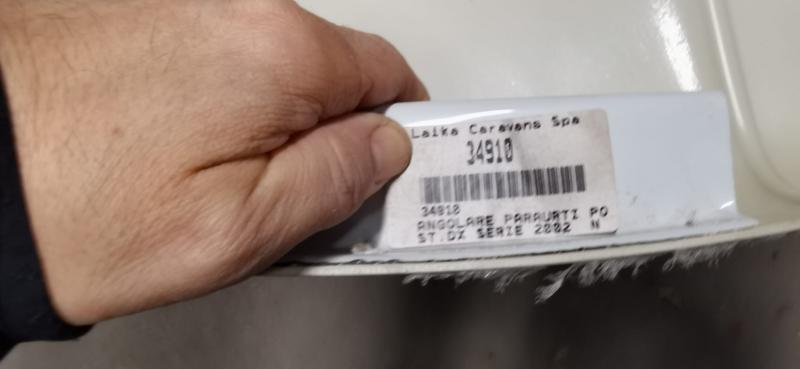 Laika Caravans Spa
34910
34910
ANGOLARE PARAURTI PO
ST.DX SERIE 2002 N